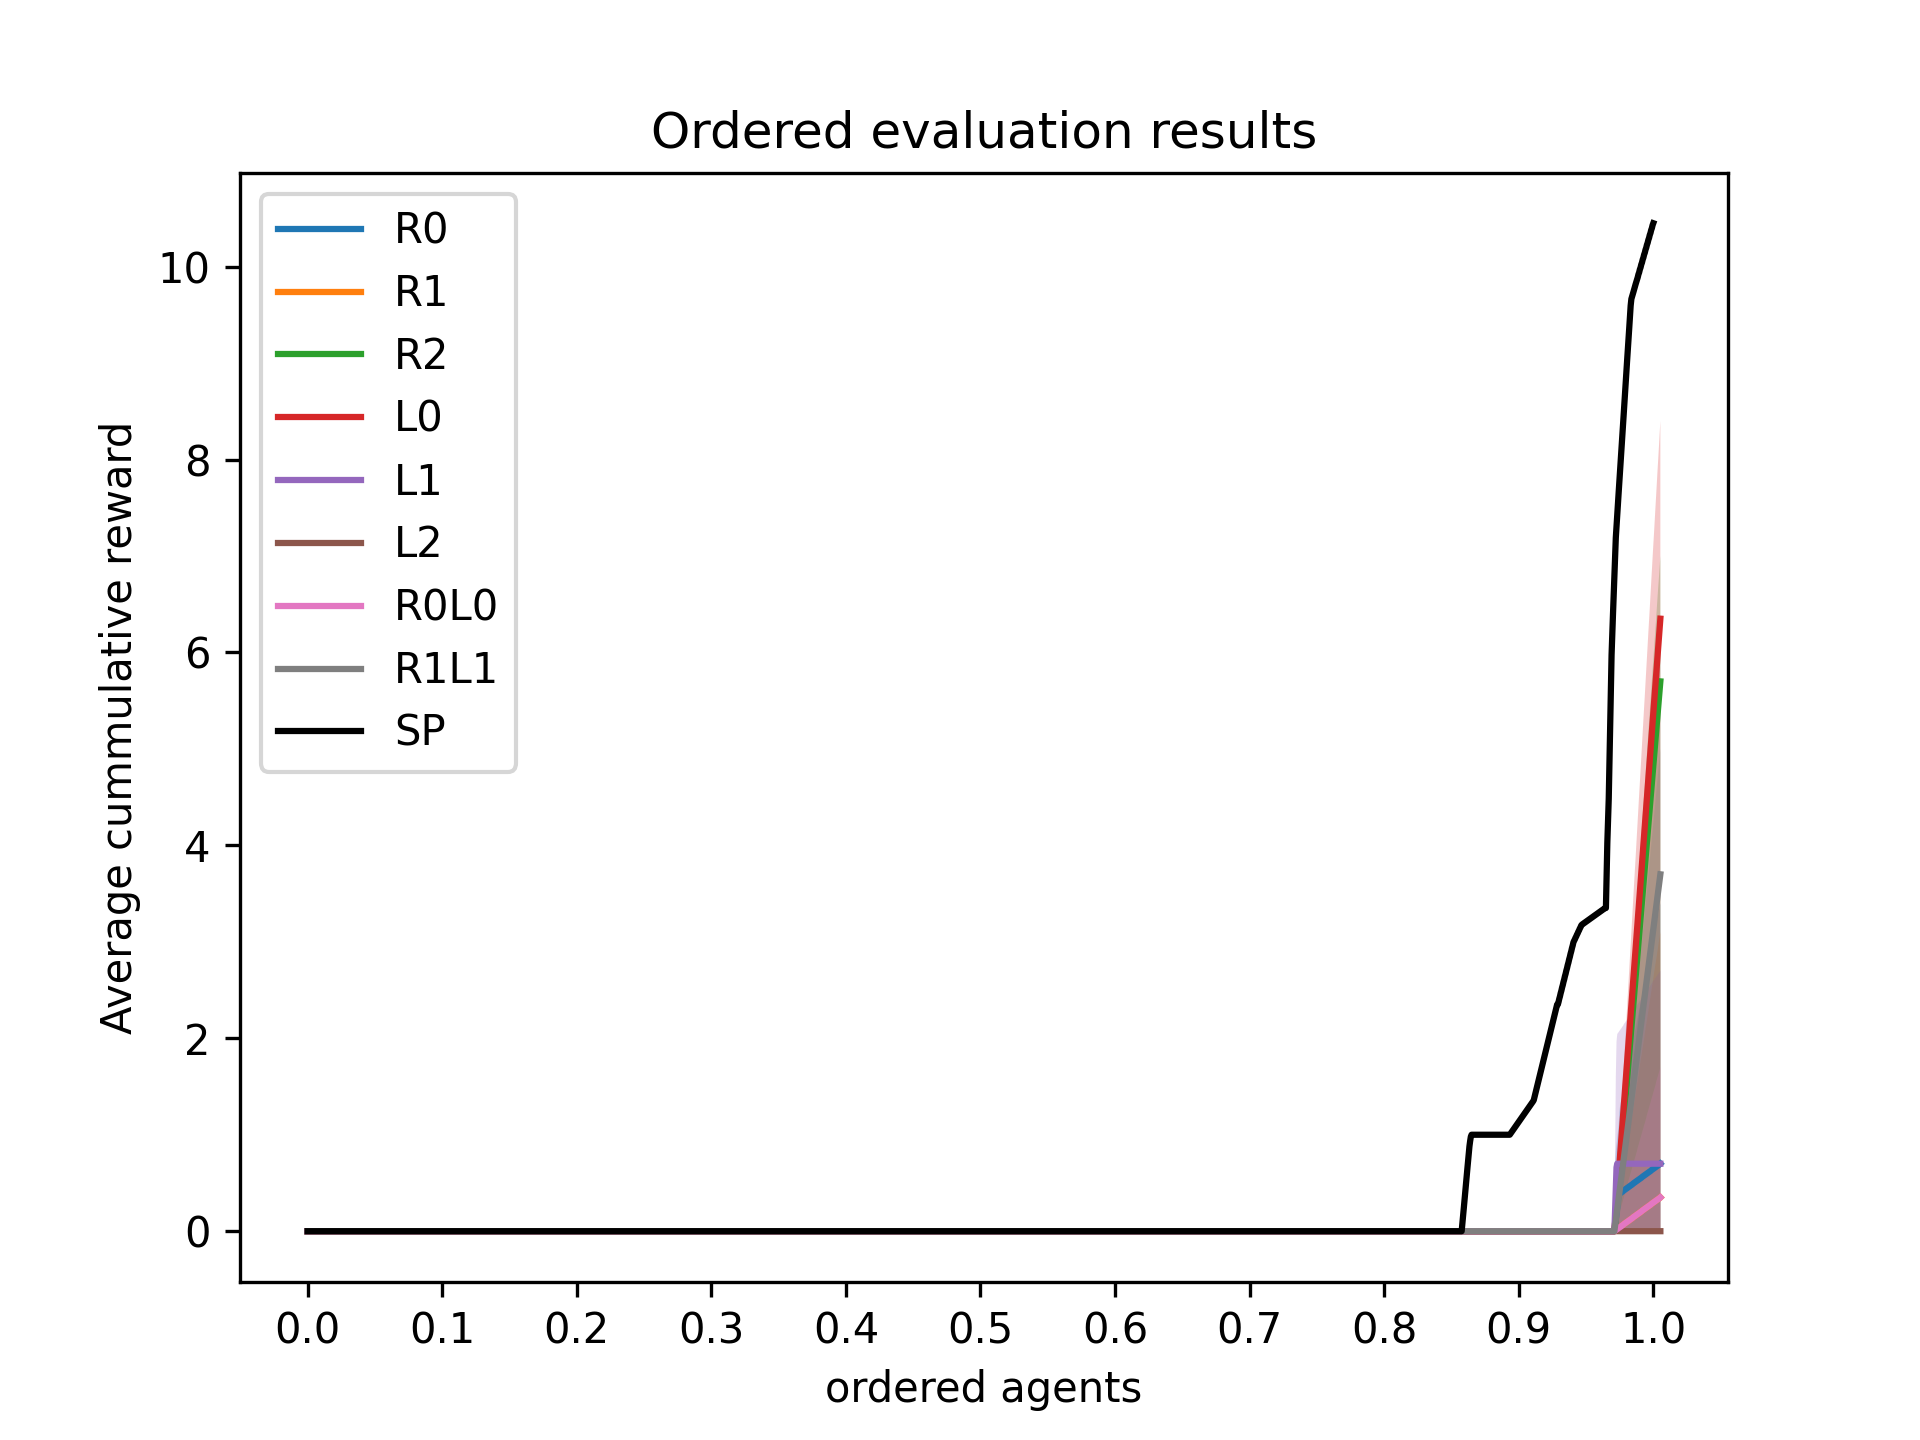 Ordered evaluation results
R0
R1
R2
L0
L1
L2
R0L0
R1L1
SP
10
8
6
4
2
0
Average cummulative reward
0.0 0.1 0.2 0.3 0.4 0.5 0.6 0.7 0.8 0.9 1.0
ordered agents